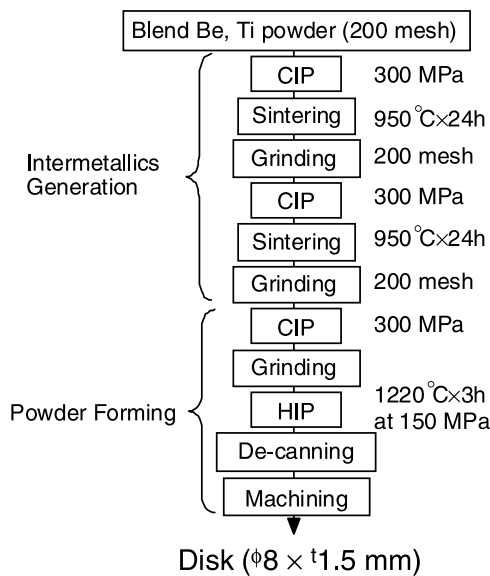 Blend Be, Ti powder (200 mesh)
CIP 300 MPa
Sintering 950°C×24h
Intermetallics
Generation
Grinding 200 mesh
CIP 300 MPa
Sintering 950°C×24h
Grinding 200 mesh
CIP 300 MPa
Grinding
Powder Forming
HIP
1220°C×3h
at 150 MPa
De-canning
Machining
Disk (ᶲ8 × ᵗ1.5 mm)